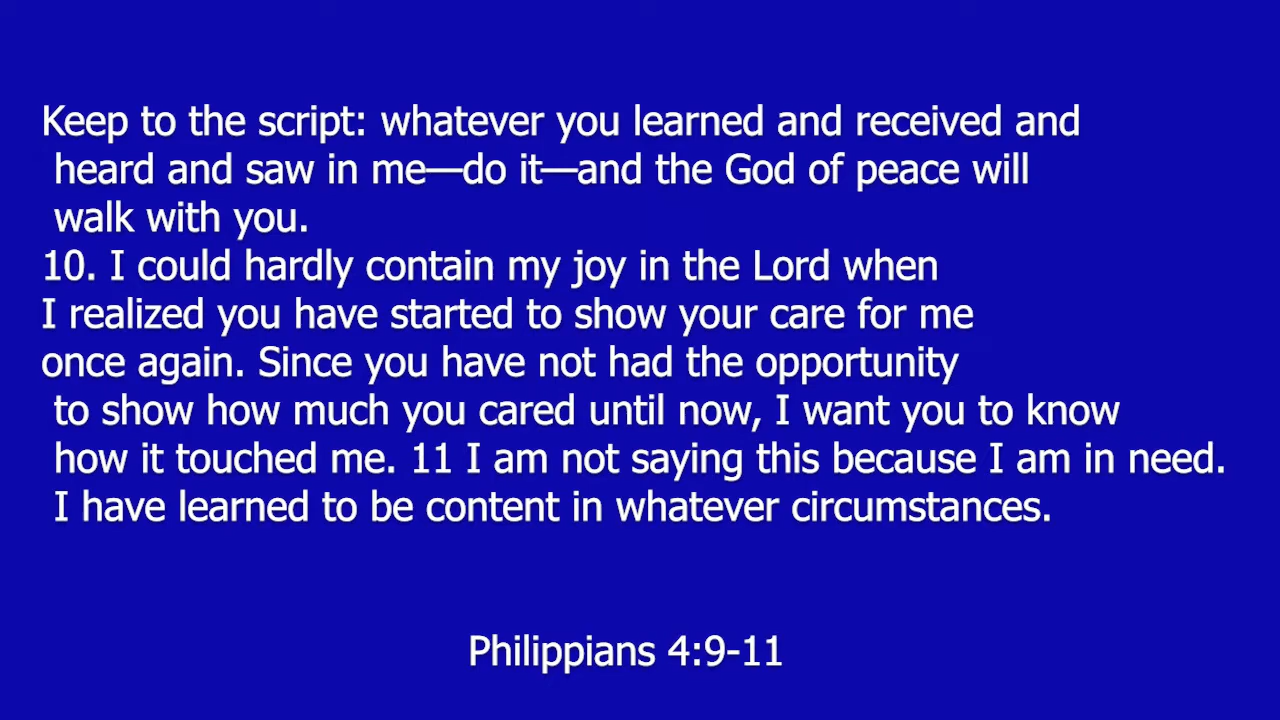 Keep to the script: whatever you learned and received and
heard and saw in me—do it—and the God of peace will
walk with you.
10. I could hardly contain my joy in the Lord when
I realized you have started to show your care for me
once again. Since you have not had the opportunity
to show how much you cared until now, I want you to know
how it touched me. 11 I am not saying this because I am in need.
I have learned to be content in whatever circumstances.
Philippians 4:9-11